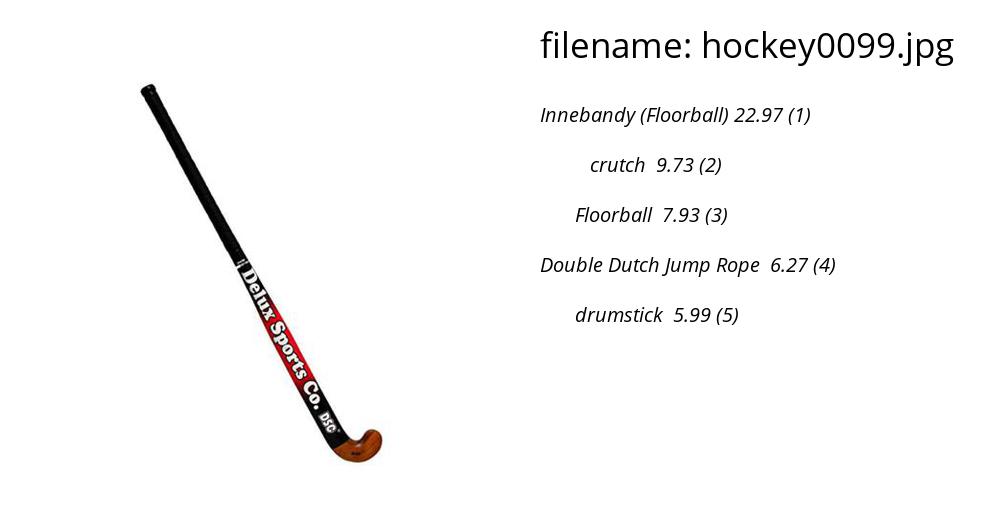 filename: hockey0099.jpg
Innebandy (Floorball) 22.97 (1)
crutch 9.73 (2)
Floorball 7.93 (3)
Double Dutch Jump Rope 6.27 (4)
drumstick 5.99 (5)
Delux Sports Co. DSC